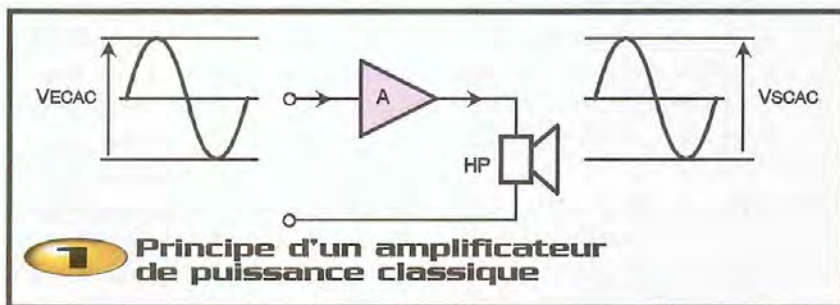 VECAC
A
HP
VSCAC
1
Principe d'un amplificateur
de puissance classique